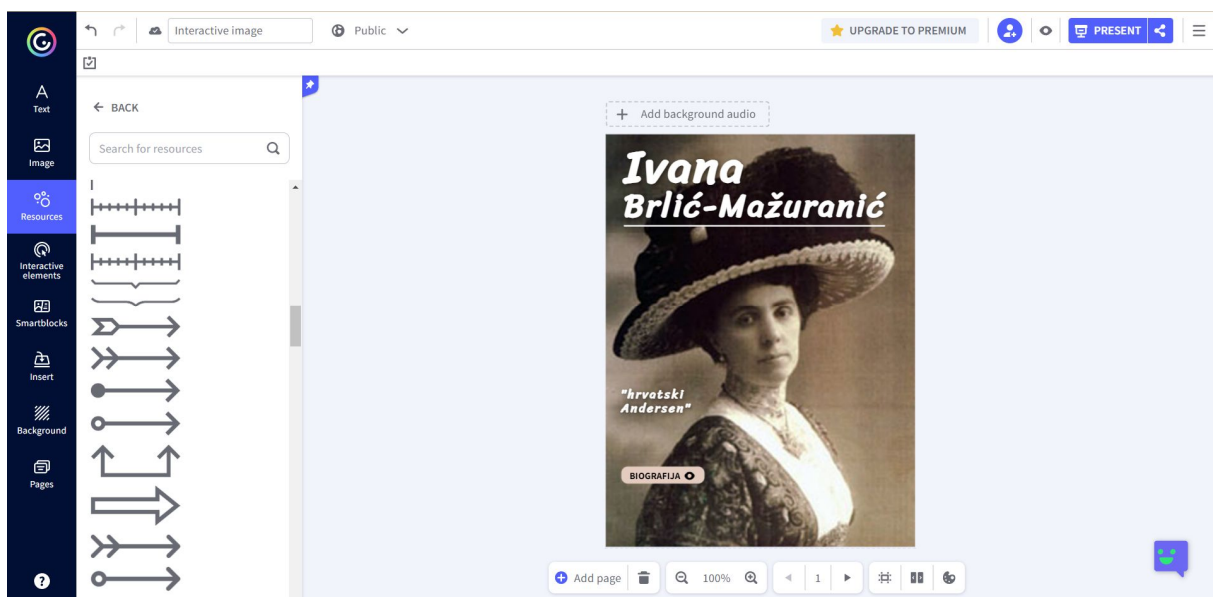 Interactive image
Public
UPGRADE TO PREMIUM
PRESENT
Text
Image
Resources
Interactive
elements
Smartblocks
Insert
Background
Pages
?
BACK
Search for resources
+ Add background audio
Ivana
Brlić-Mažuranić
"hrvatski
Andersen"
BIOGRAFIJA
Add page
100%
1